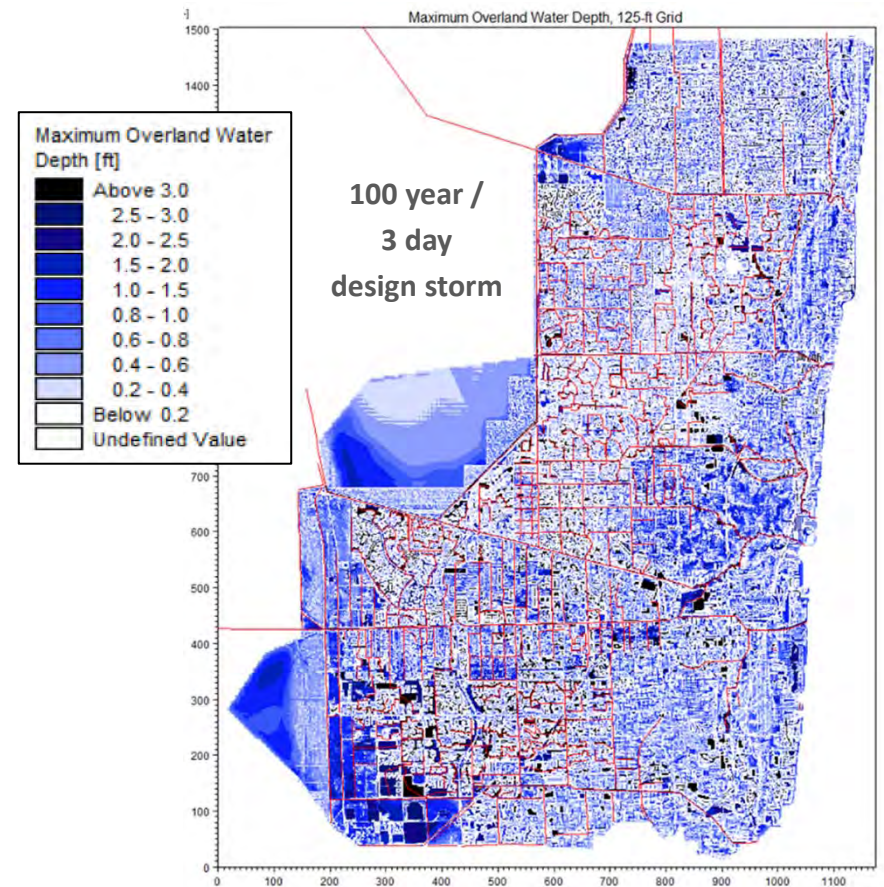 Maximum Overland Water Depth, 125-ft Grid
1500
1400
Maximum Overland Water
Depth [ft]
Above 3.0
2.5 - 3.0
2.0 - 2.5
1.5 - 2.0
1.0 - 1.5
0.8 - 1.0
0.6 - 0.8
0.4 - 0.6
0.2 - 0.4
Below 0.2
Undefined Value
100 year /
3 day
design storm
700
600
500
400
300
200
100
0
0 100 200 300 400 500 600 700 800 900 1000 1100